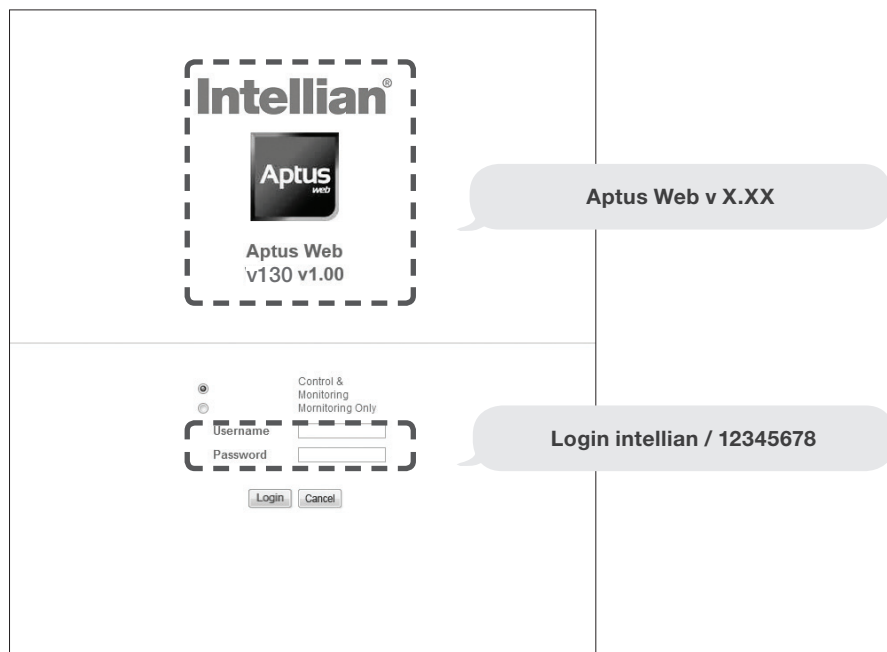 Intellian®
Aptus
web
Aptus Web
v130 v1.00
Aptus Web v X.XX
Control &
Monitoring
Mornitoring Only
Username
Password
Login intellian / 12345678
Login Cancel